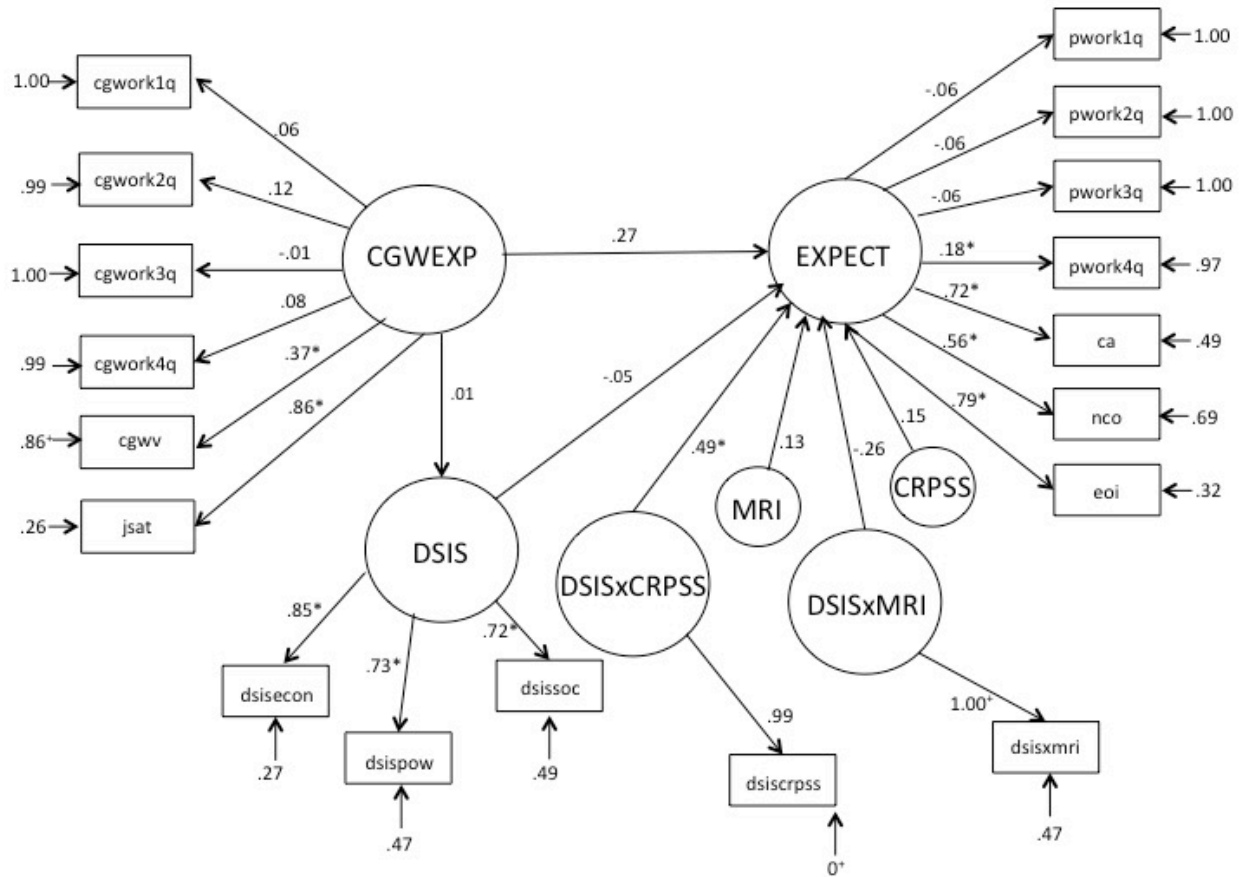 pwork1q
1.00
-.06
1.00
cgwork1q
pwork2q
1.00
.06
-.06
.99
cgwork2q
.12
-.06
pwork3q
1.00
CGWEXP
.27
EXPECT
1.00
cgwork3q
-.01
.18*
pwork4q
.97
.08
.72*
.99
cgwork4q
.37*
.56*
ca
.49
-.05
.86*
.01
.86⁺
cgwv
.49*
.13
-.26
.15
.79*
nco
.69
CRPSS
MRI
eoi
.32
.26
jsat
DSIS
DSISxCRPSS
DSISxMRI
.85*
.73*
.72*
dsisecon
dsissoc
.99
1.00⁺
dsisxmri
.27
dsispow
.49
dsiscrpss
.47
.47
0⁺